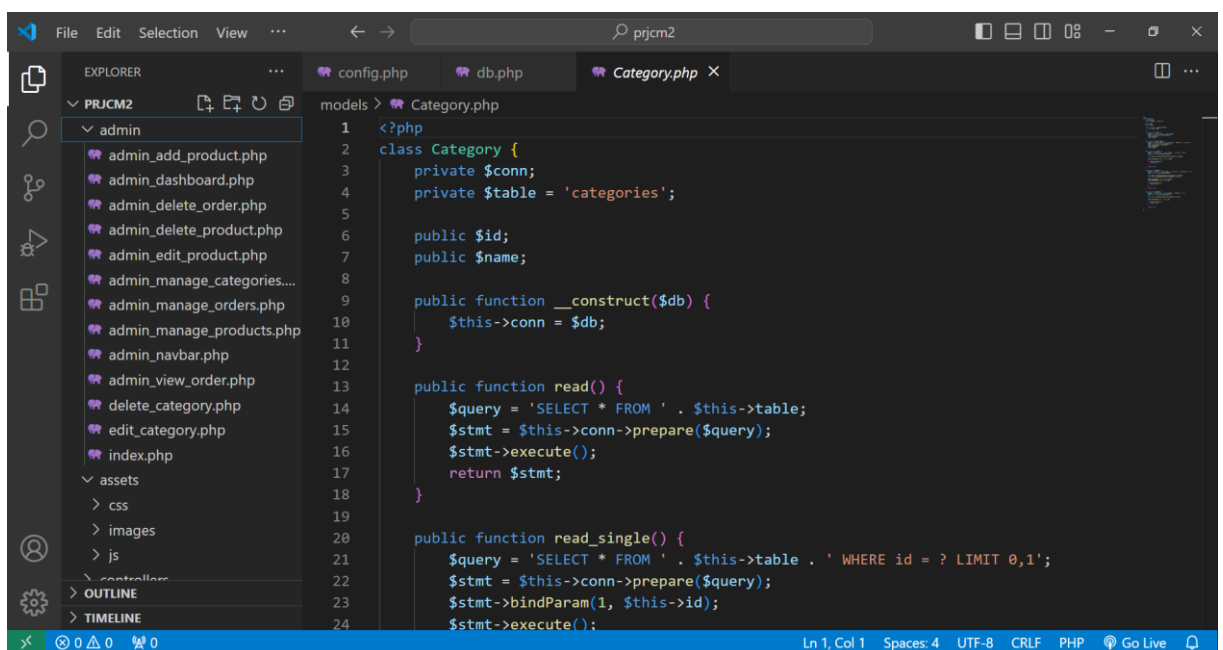 File Edit Selection View ··· prjcm2
EXPLORER ···
PRJCM2
admin
admin_add_product.php
admin_dashboard.php
admin_delete_order.php
admin_delete_product.php
admin_edit_product.php
admin_manage_categories....
admin_manage_orders.php
admin_manage_products.php
admin_navbar.php
admin_view_order.php
delete_category.php
edit_category.php
index.php
assets
css
images
js
controllers
OUTLINE
TIMELINE
config.php db.php Category.php
models > Category.php
1 <?php
2 class Category {
3 private $conn;
4 private $table = 'categories';
5
6 public $id;
7 public $name;
8
9 public function __construct($db) {
10 $this->conn = $db;
11 }
12
13 public function read() {
14 $query = 'SELECT * FROM ' . $this->table;
15 $stmt = $this->conn->prepare($query);
16 $stmt->execute();
17 return $stmt;
18 }
19
20 public function read_single() {
21 $query = 'SELECT * FROM ' . $this->table . ' WHERE id = ? LIMIT 0,1';
22 $stmt = $this->conn->prepare($query);
23 $stmt->bindParam(1, $this->id);
24 $stmt->execute();
0 0 0 Ln 1, Col 1 Spaces: 4 UTF-8 CRLF PHP Go Live